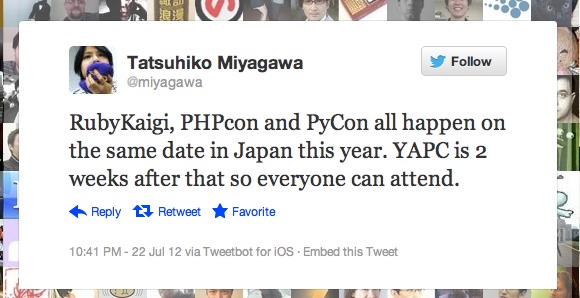 Tatsuhiko Miyagawa
@miyagawa
Follow
RubyKaigi, PHPcon and PyCon all happen on
the same date in Japan this year. YAPC is 2
weeks after that so everyone can attend.
Reply Retweet Favorite
10:41 PM - 22 Jul 12 via Tweetbot for iOS · Embed this Tweet